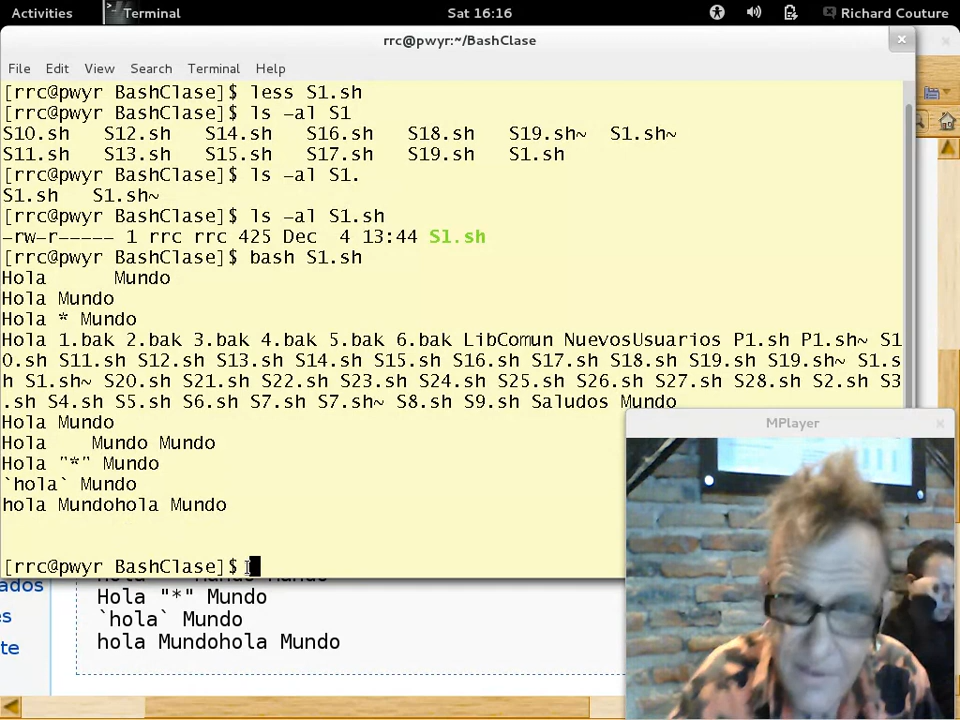 Activities Terminal Sat 16:16 Richard Couture
rrc@pwyr:~/BashClase
File Edit View Search Terminal Help
[rrc@pwyr BashClase]$ less S1.sh
[rrc@pwyr BashClase]$ ls -al S1
S10.sh S12.sh S14.sh S16.sh S18.sh S19.sh~ S1.sh~
S11.sh S13.sh S15.sh S17.sh S19.sh S1.sh
[rrc@pwyr BashClase]$ ls -al S1.
S1.sh S1.sh~
[rrc@pwyr BashClase]$ ls -al S1.sh
-rw-r----- 1 rrc rrc 425 Dec 4 13:44 S1.sh
[rrc@pwyr BashClase]$ bash S1.sh
Hola Mundo
Hola Mundo
Hola * Mundo
Hola 1.bak 2.bak 3.bak 4.bak 5.bak 6.bak LibComun NuevosUsuarios P1.sh P1.sh~ S1
0.sh S11.sh S12.sh S13.sh S14.sh S15.sh S16.sh S17.sh S18.sh S19.sh S19.sh~ S1.s
h S1.sh~ S20.sh S21.sh S22.sh S23.sh S24.sh S25.sh S26.sh S27.sh S28.sh S2.sh S3
.sh S4.sh S5.sh S6.sh S7.sh S7.sh~ S8.sh S9.sh Saludos Mundo
Hola Mundo
Hola Mundo Mundo
Hola "*" Mundo
`hola` Mundo
hola Mundohola Mundo
[rrc@pwyr BashClase]$
MPlayer
ados
Hola "*" Mundo
es
`hola` Mundo
te
hola Mundohola Mundo